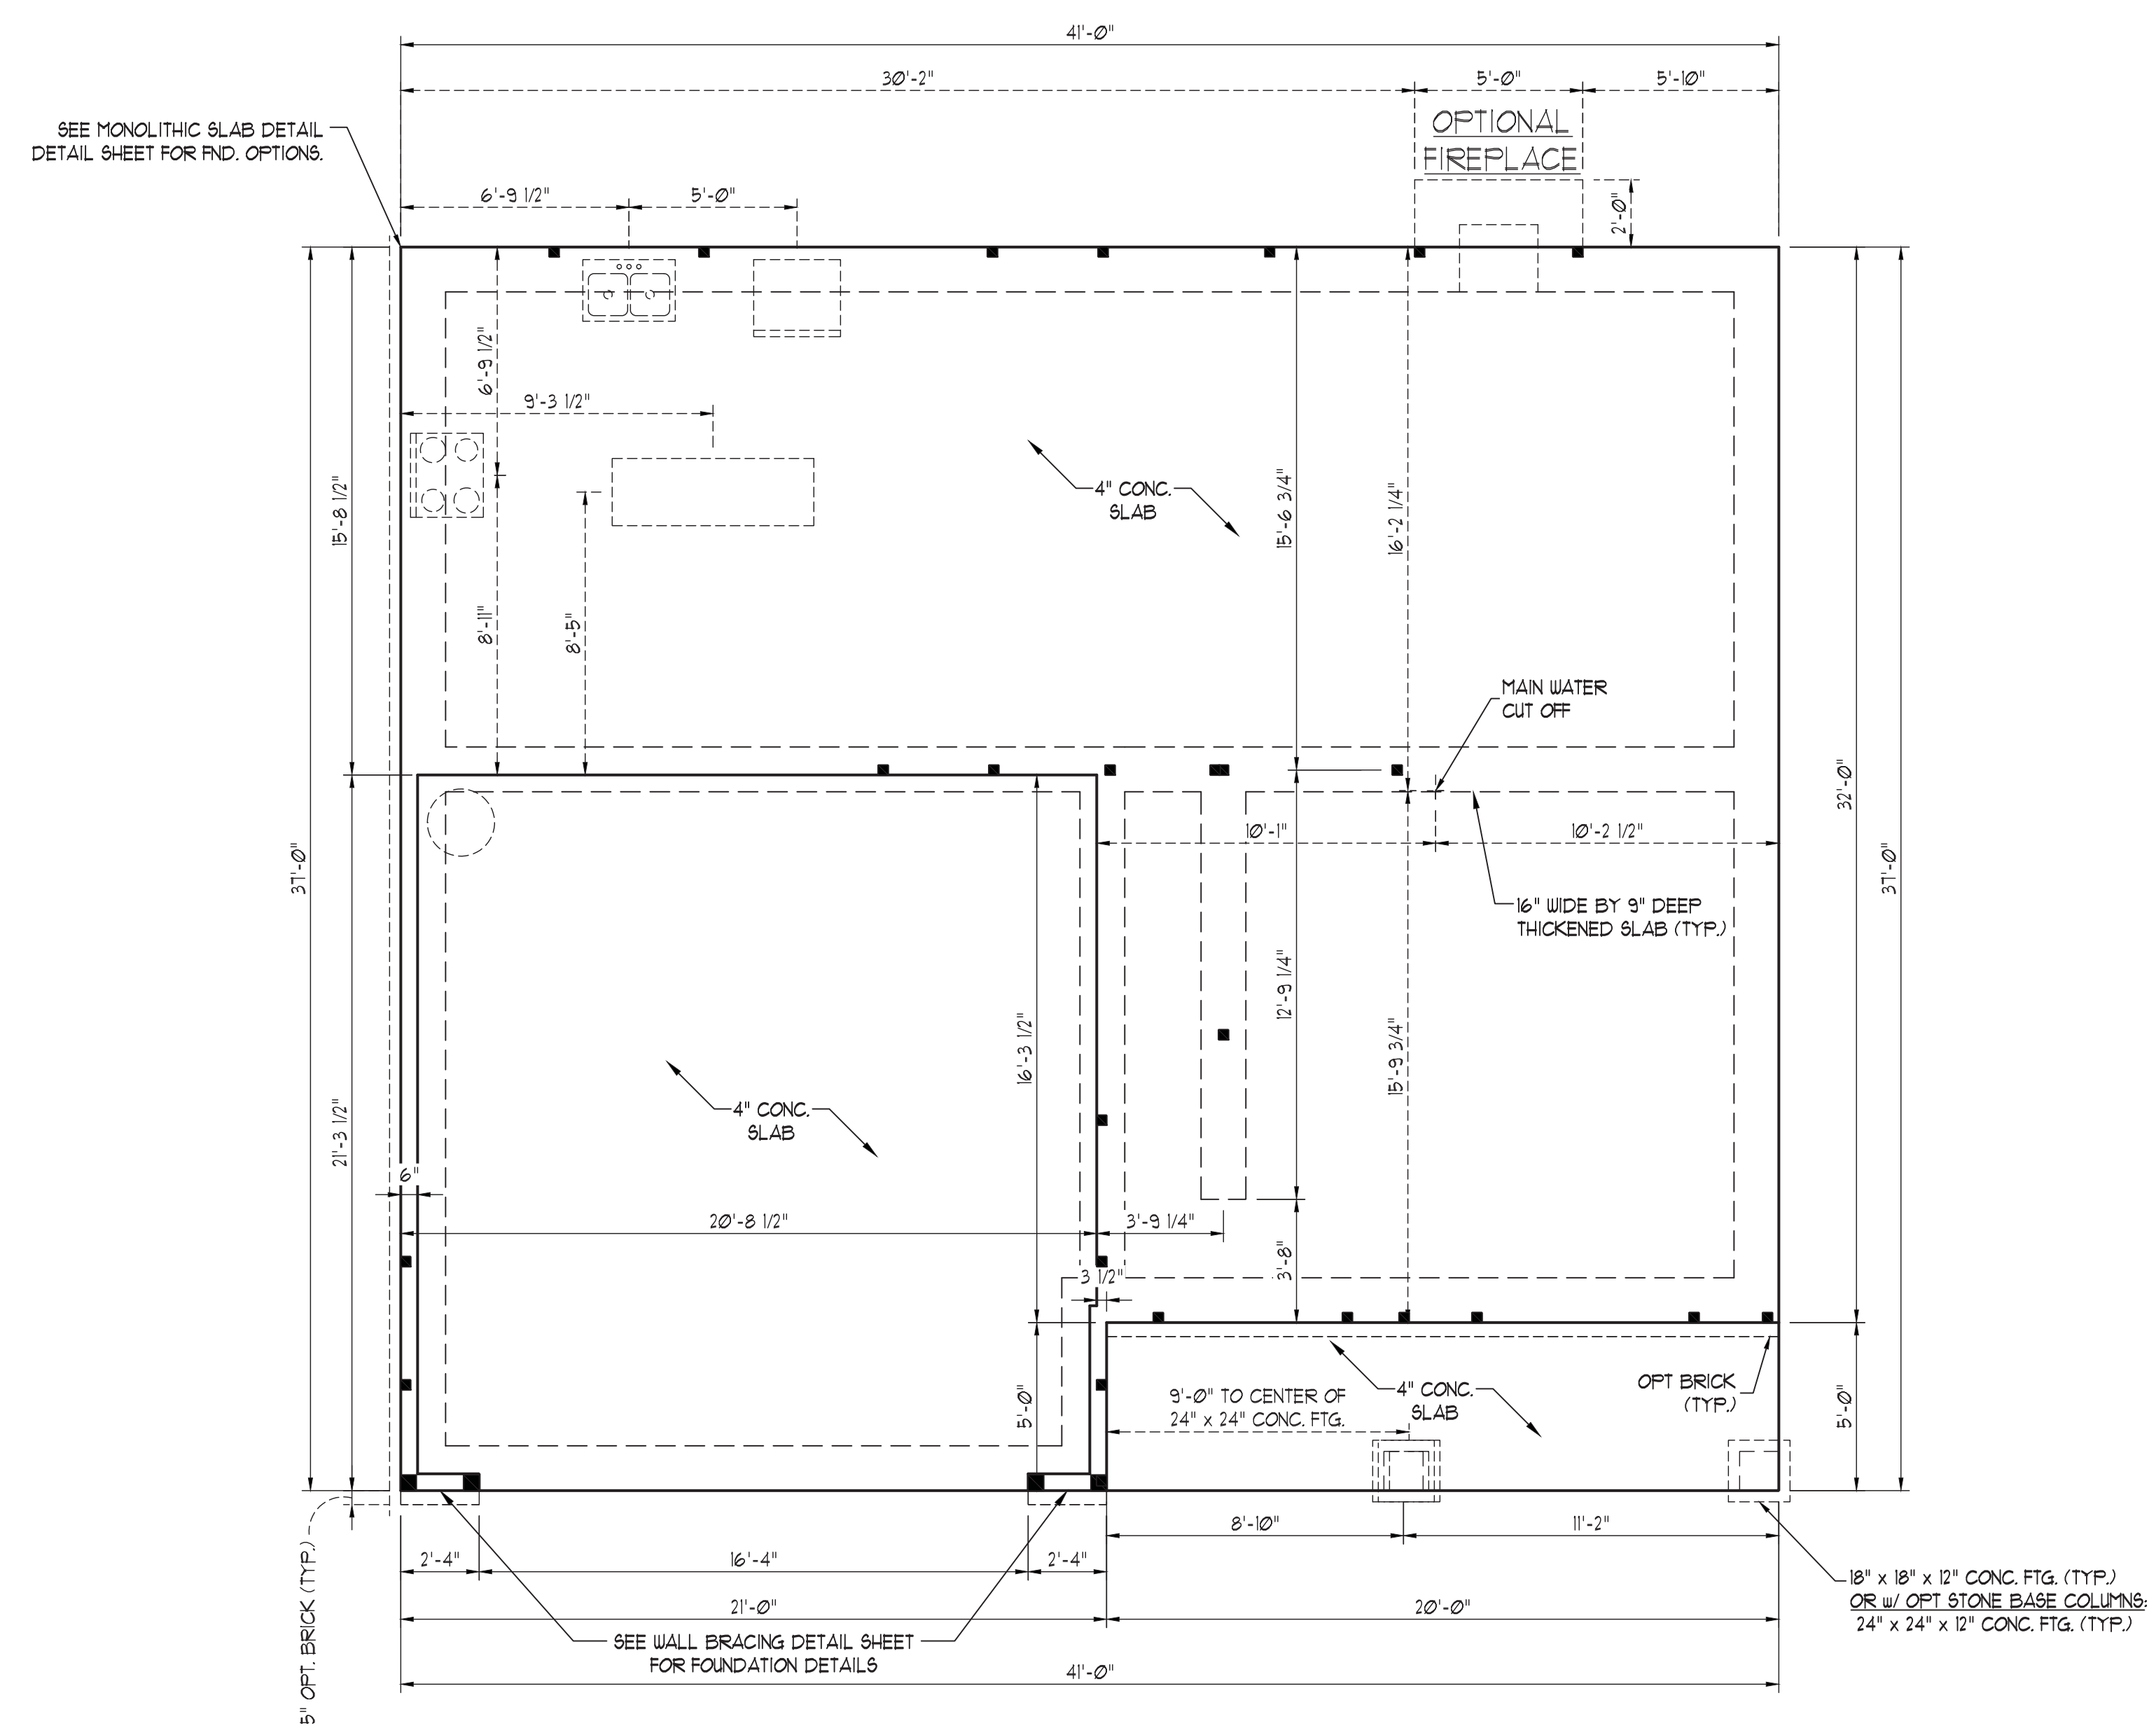 41'-0"
30'-2"
5'-0"
5'-10"
OPTIONAL
FIREPLACE
SEE MONOLITHIC SLAB DETAIL
DETAIL SHEET FOR FND. OPTIONS.
6'-9 1/2"
5'-0"
2'-0"
6'-9 1/2"
9'-3 1/2"
15'-8 1/2"
4" CONC.
SLAB
15'-6 3/4"
16'-2 1/4"
8'-11"
8'-5"
MAIN WATER
CUT OFF
32'-0"
37'-0"
37'-0"
10'-1"
10'-2 1/2"
16" WIDE BY 9" DEEP
THICKENED SLAB (TYP.)
12'-9 1/4"
16'-3 1/2"
15'-9 3/4"
21'-3 1/2"
4" CONC.
SLAB
6"
20'-8 1/2"
3'-9 1/4"
3'-8"
3 1/2"
5'-0"
9'-0" TO CENTER OF
24" x 24" CONC. FTG.
4" CONC.
SLAB
OPT BRICK
(TYP.)
5'-0"
8'-10"
11'-2"
5" OPT. BRICK (TYP.)
2'-4"
16'-4"
2'-4"
18" x 18" x 12" CONC. FTG. (TYP.)
OR w/ OPT STONE BASE COLUMNS:
24" x 24" x 12" CONC. FTG. (TYP.)
21'-0"
20'-0"
SEE WALL BRACING DETAIL SHEET
FOR FOUNDATION DETAILS
41'-0"